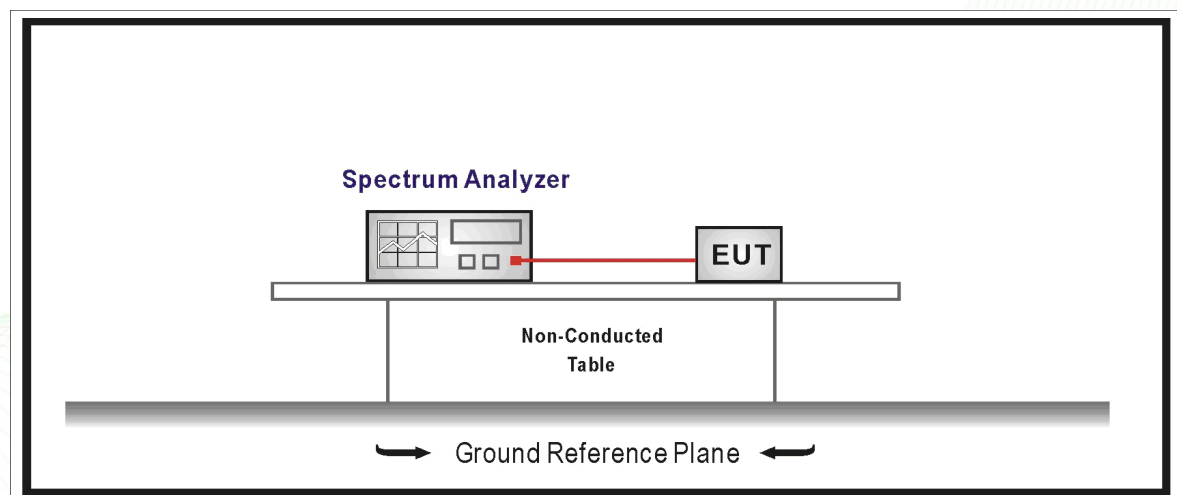 Spectrum Analyzer
EUT
Non-Conducted
Table
Ground Reference Plane